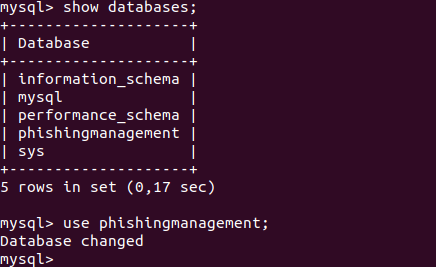 mysql> show databases;
+--------------------+
| Database           |
+--------------------+
| information_schema |
| mysql              |
| performance_schema |
| phishingmanagement |
| sys                |
+--------------------+
5 rows in set (0,17 sec)
mysql> use phishingmanagement;
Database changed
mysql>